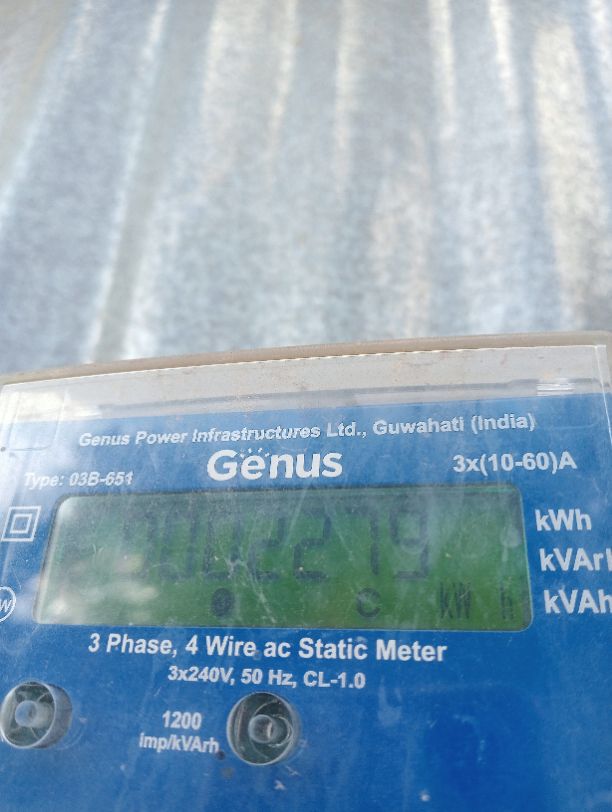 Genus Power Infrastructures Ltd., Guwahati (India)
Genus
Type: 03B-651
3x(10-60)A
0002279
kWh
kVArh
kVAh
kW h
3 Phase, 4 Wire ac Static Meter
3x240V, 50 Hz, CL-1.0
1200
imp/kVArh